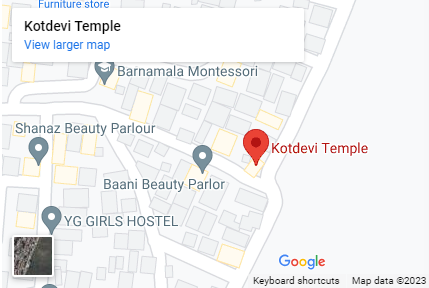 Furniture store
Kotdevi Temple
View larger map
Barnamala Montessori
Shanaz Beauty Parlour
Kotdevi Temple
Baani Beauty Parlor
YG GIRLS HOSTEL
Google
Keyboard shortcuts Map data ©2023